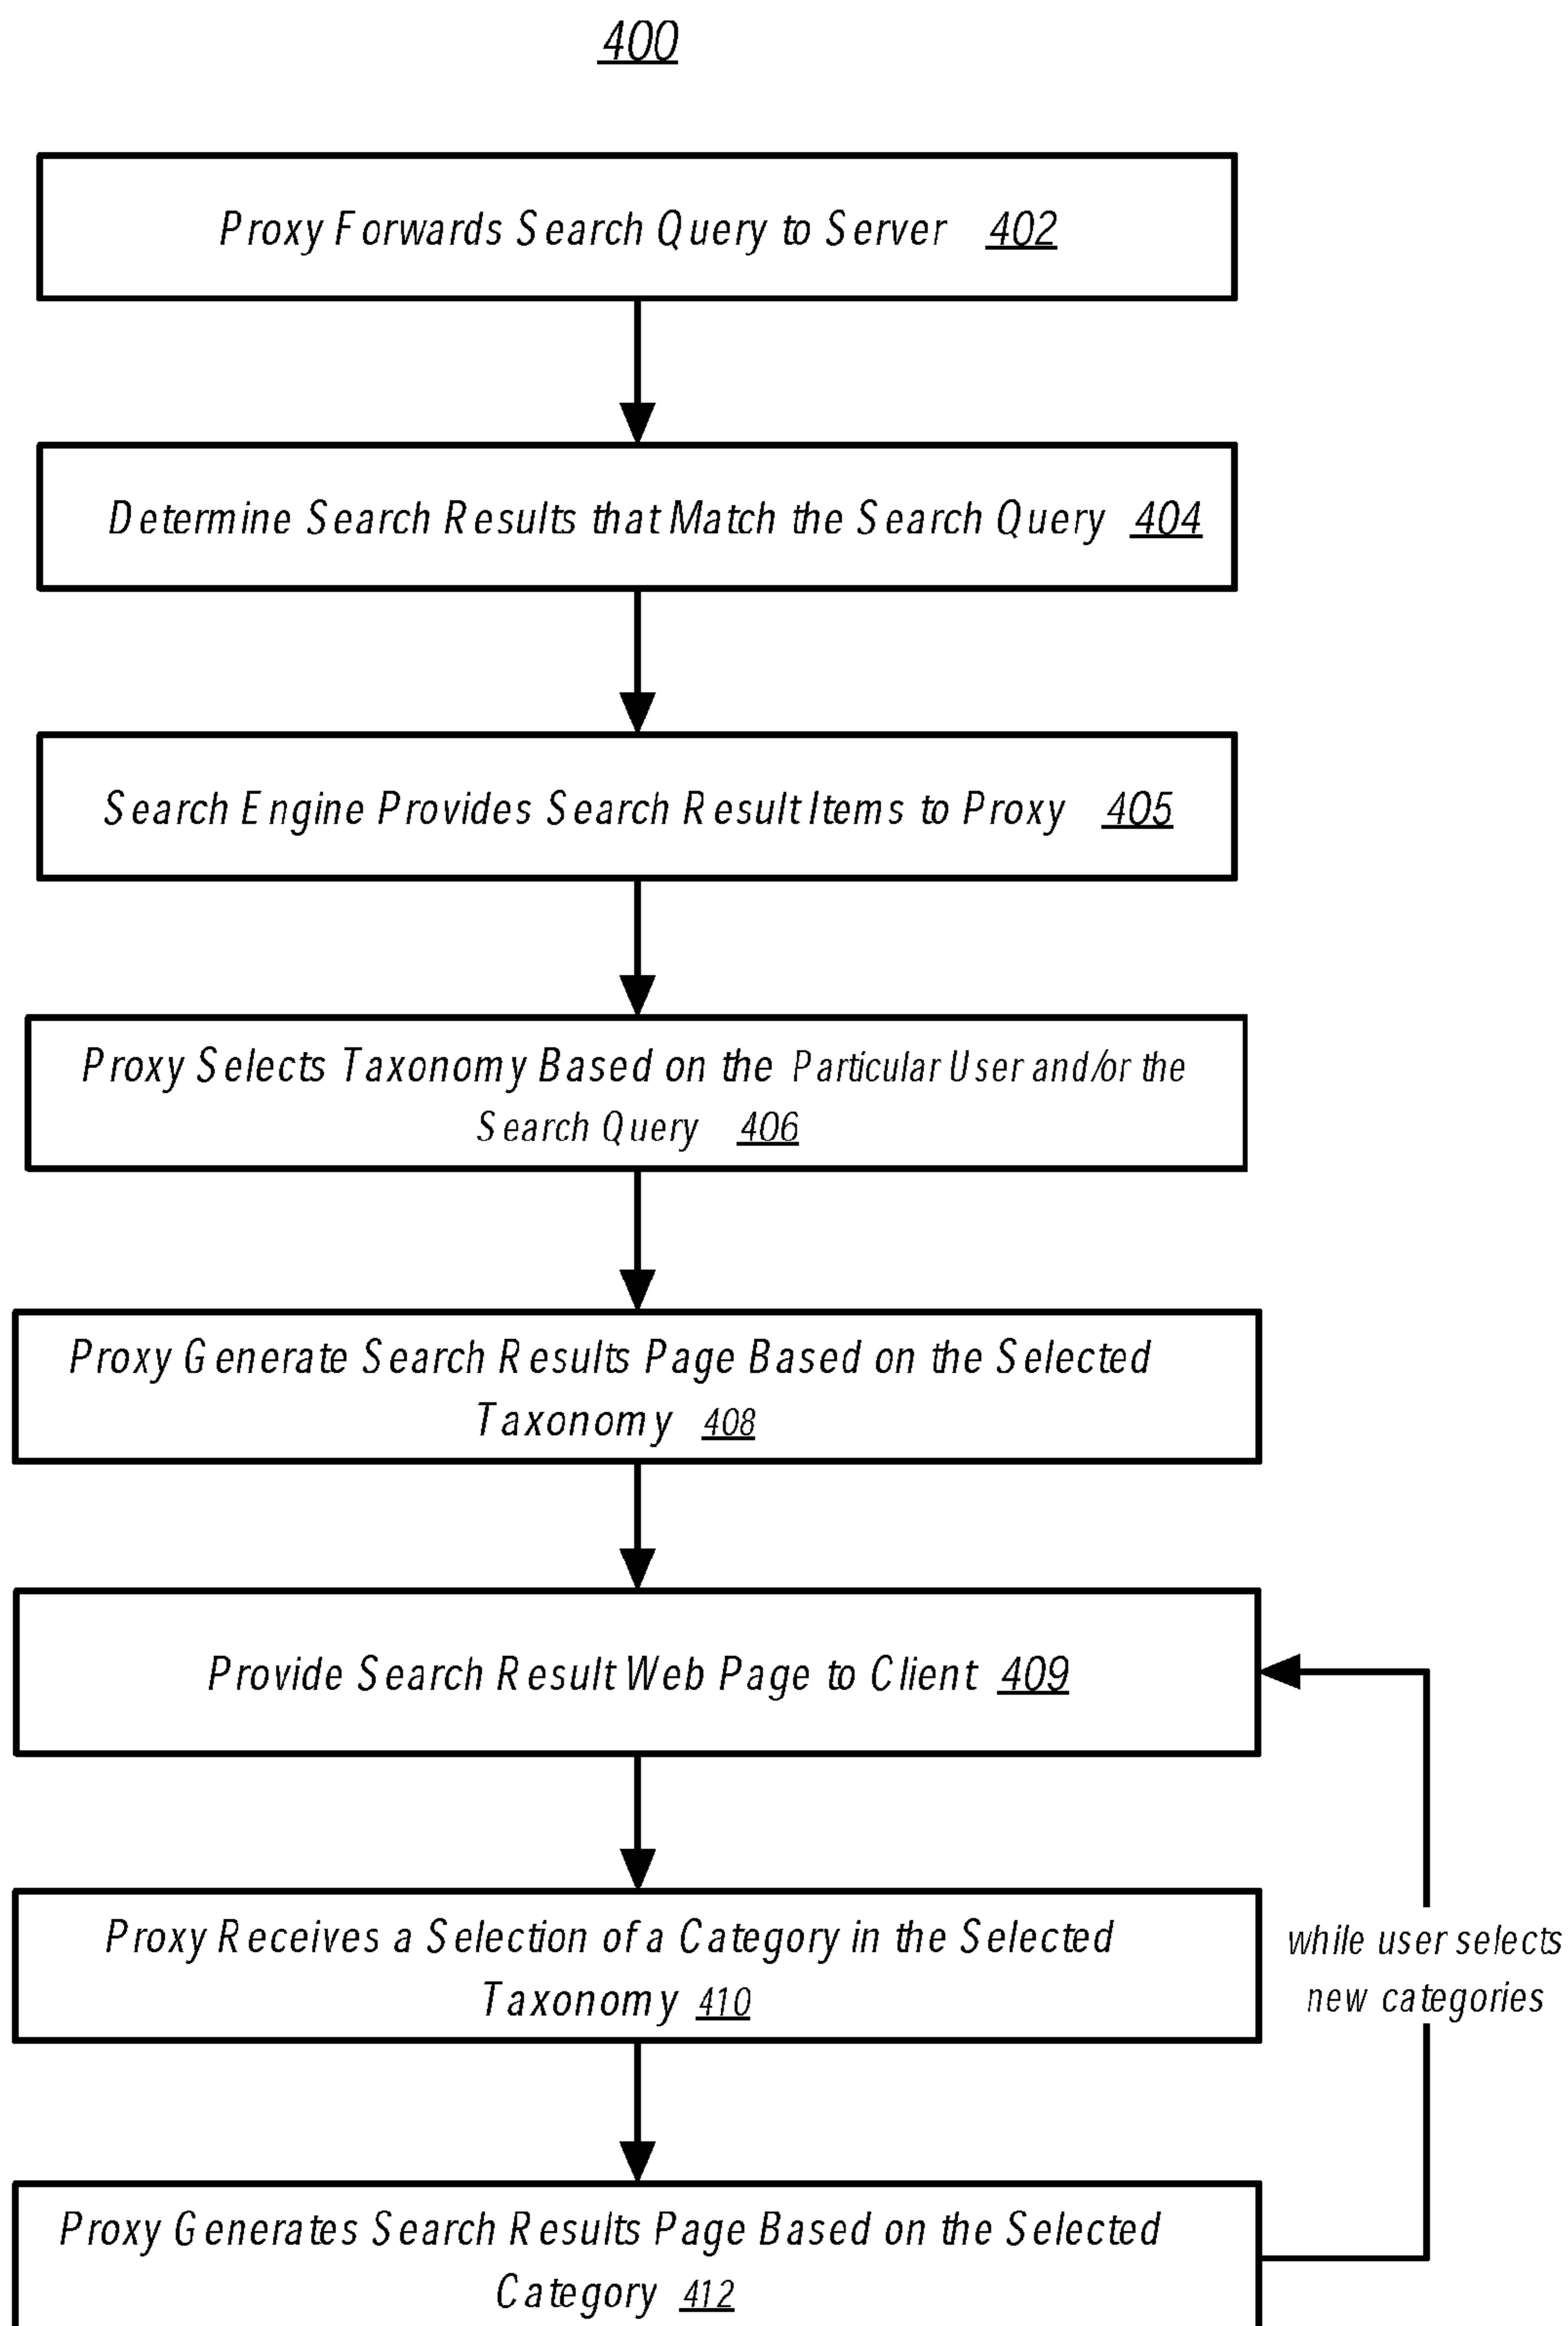 400
Proxy Forwards Search Query to Server 402
Determine Search Results that Match the Search Query 404
Search Engine Provides Search Result Items to Proxy 405
Proxy Selects Taxonomy Based on the Particular User and/or the
Search Query 406
Proxy Generate Search Results Page Based on the Selected
Taxonomy 408
Provide Search Result Web Page to Client 409
Proxy Receives a Selection of a Category in the Selected
Taxonomy 410
while user selects
new categories
Proxy Generates Search Results Page Based on the Selected
Category 412